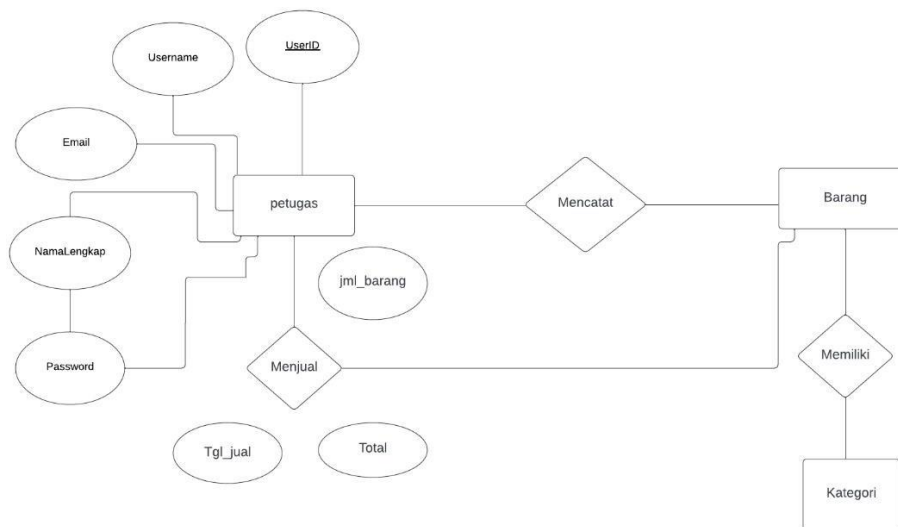 UserID
Username
Email
petugas
Mencatat
Barang
NamaLengkap
jml_barang
Password
Menjual
Memiliki
Tgl_jual
Total
Kategori